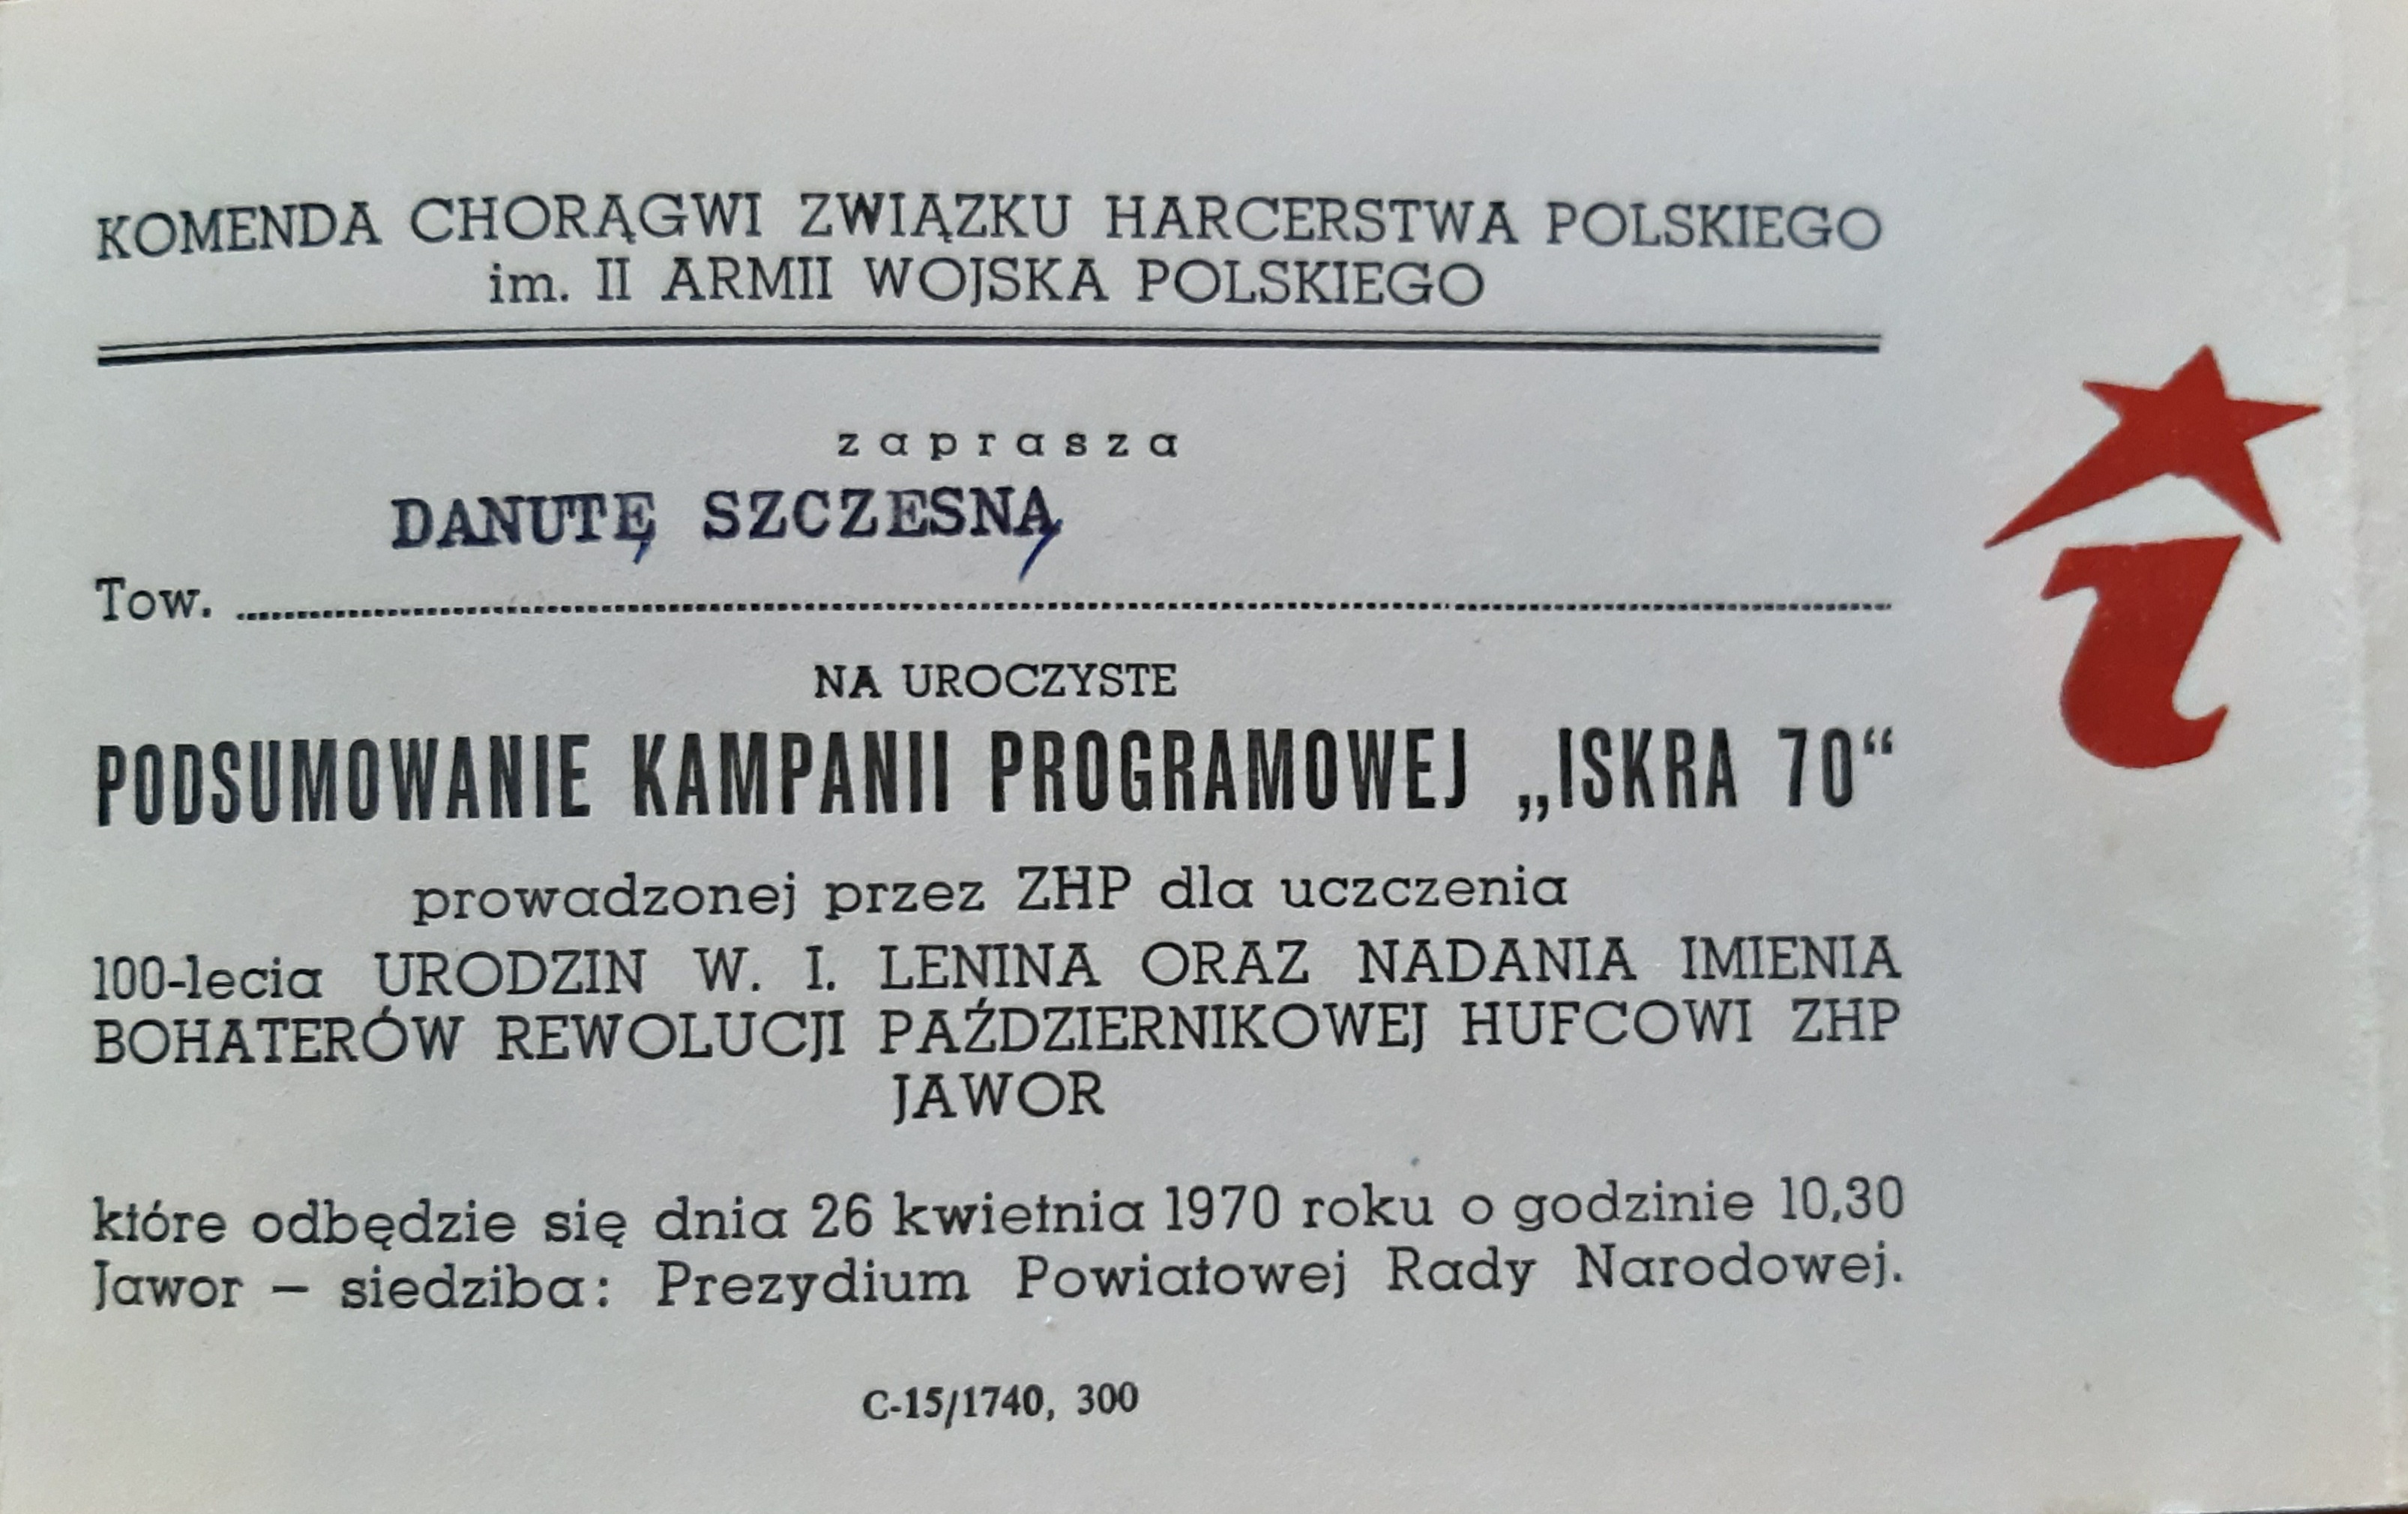 KOMENDA CHORĄGWI ZWIĄZKU HARCERSTWA POLSKIEGO
im. II ARMII WOJSKA POLSKIEGO
zaprasza
DANUTĘ SZCZESNĄ
Tow. ........................................
NA UROCZYSTE
PODSUMOWANIE KAMPANII PROGRAMOWEJ „ISKRA 70“
prowadzonej przez ZHP dla uczczenia
100-lecia URODZIN W. I. LENINA ORAZ NADANIA IMIENIA
BOHATERÓW REWOLUCJI PAŹDZIERNIKOWEJ HUFCOWI ZHP
JAWOR
które odbędzie się dnia 26 kwietnia 1970 roku o godzinie 10,30
Jawor – siedziba: Prezydium Powiatowej Rady Narodowej.
C-15/1740, 300
i